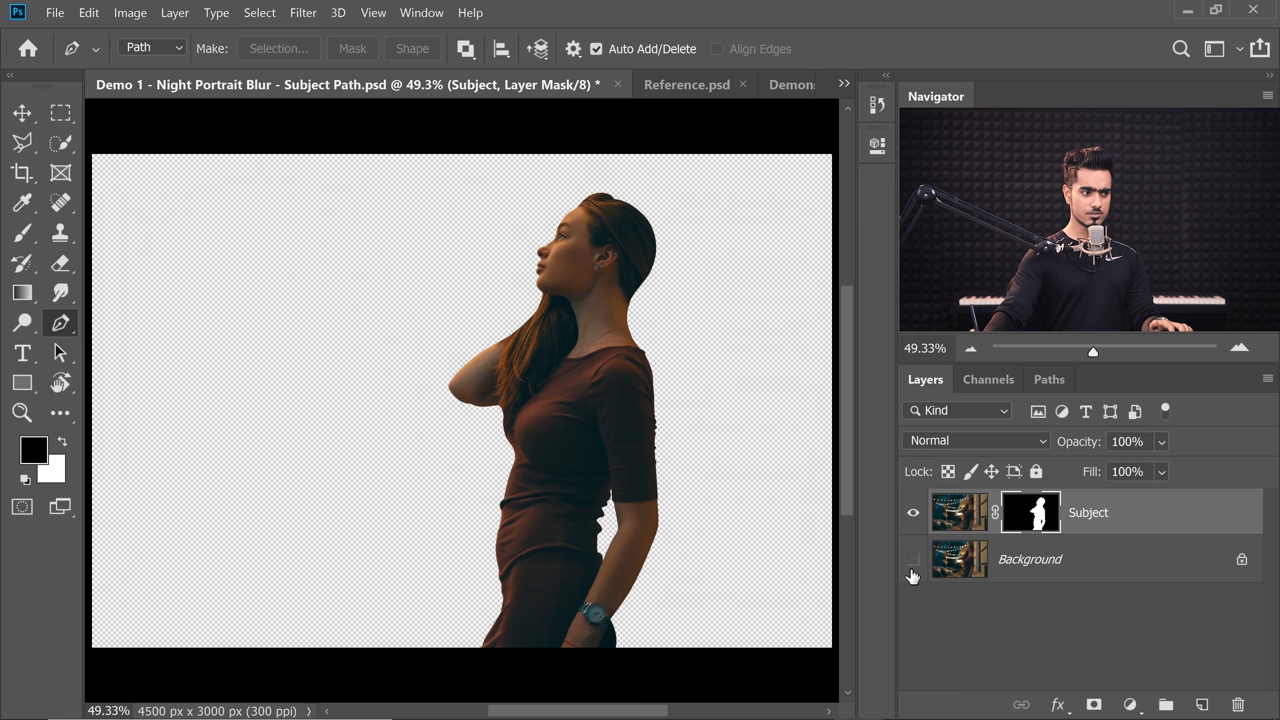 Ps File Edit Image Layer Type Select Filter 3D View Window Help
Path Make: Selection... Mask Shape Auto Add/Delete Align Edges
Demo 1 - Night Portrait Blur - Subject Path.psd @ 49.3% (Subject, Layer Mask/8) * Reference.psd Demons
Navigator
49.33%
Layers Channels Paths
Kind
Normal Opacity: 100%
Lock: Fill: 100%
Subject
Background
T
49.33% 4500 px x 3000 px (300 ppi)
fx